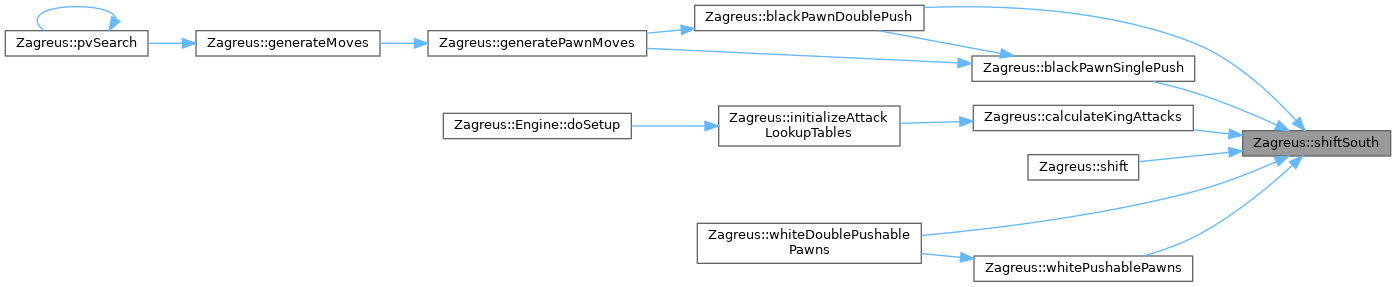 Zagreus::pvSearch
Zagreus::generateMoves
Zagreus::generatePawnMoves
Zagreus::blackPawnDoublePush
Zagreus::blackPawnSinglePush
Zagreus::Engine::doSetup
Zagreus::initializeAttack
LookupTables
Zagreus::calculateKingAttacks
Zagreus::shiftSouth
Zagreus::shift
Zagreus::whiteDoublePushable
Pawns
Zagreus::whitePushablePawns